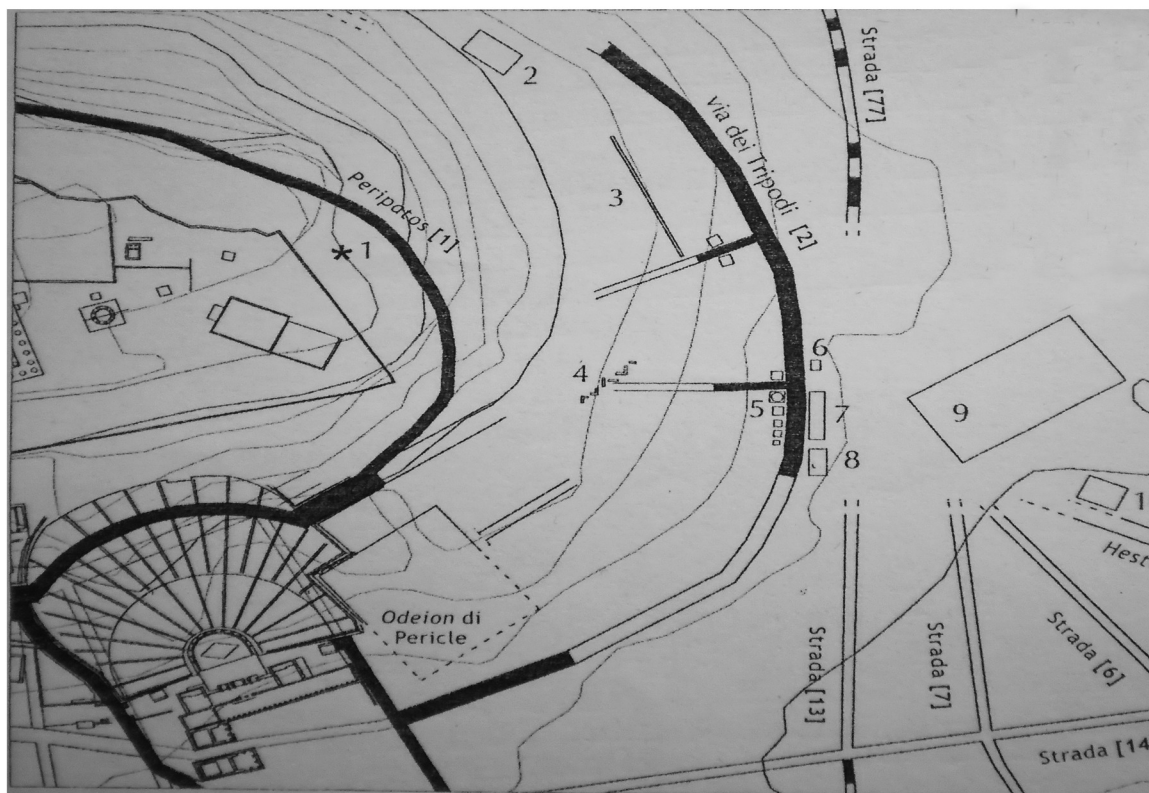 Strada [77]
2
via dei Tripodi [2]
3
Peripatos [1]
1
6
4
5
7
9
8
1
Hest
Odeion di
Pericle
Strada [13]
Strada [7]
Strada [6]
Strada [14